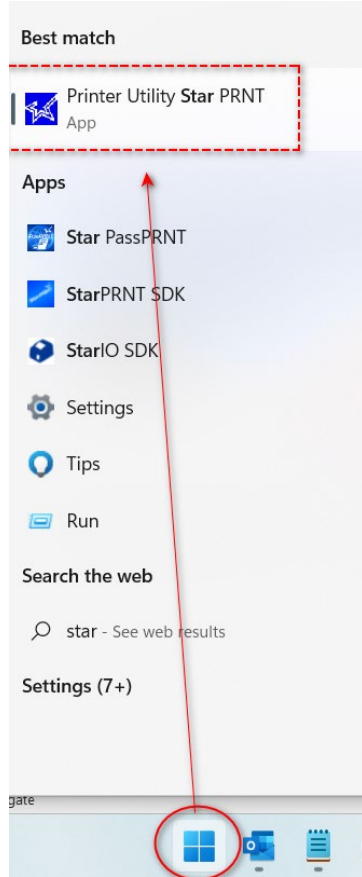 Best match
Printer Utility Star PRNT
App
Apps
Star PassPRNT
StarPRNT SDK
StarIO SDK
Settings
Tips
Run
Search the web
star - See web results
Settings (7+)
gate